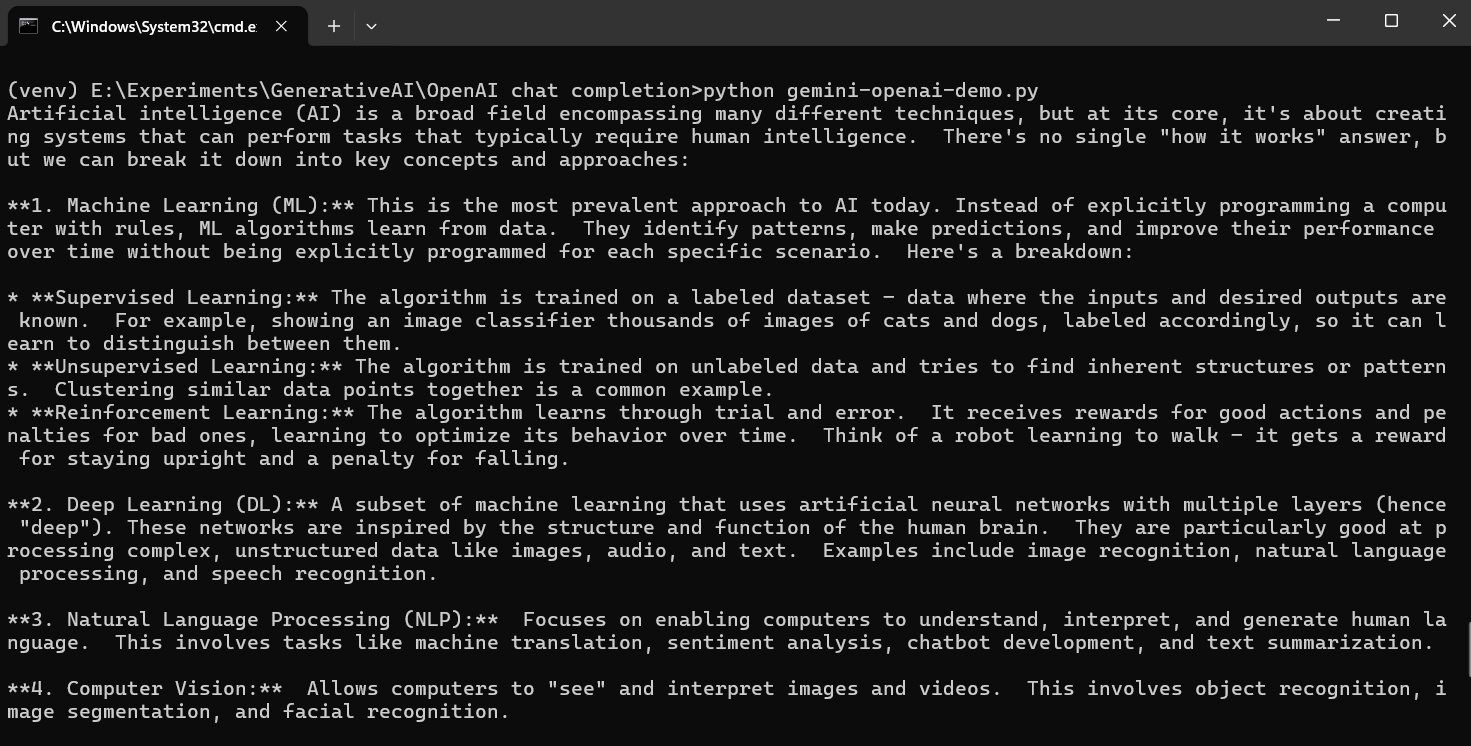 C:\Windows\System32\cmd.e
(venv) E:\Experiments\GenerativeAI\OpenAI chat completion>python gemini-openai-demo.py
Artificial intelligence (AI) is a broad field encompassing many different techniques, but at its core, it's about creati
ng systems that can perform tasks that typically require human intelligence.  There's no single "how it works" answer, b
ut we can break it down into key concepts and approaches:

**1. Machine Learning (ML):** This is the most prevalent approach to AI today. Instead of explicitly programming a compu
ter with rules, ML algorithms learn from data.  They identify patterns, make predictions, and improve their performance
over time without being explicitly programmed for each specific scenario.  Here's a breakdown:

* **Supervised Learning:** The algorithm is trained on a labeled dataset – data where the inputs and desired outputs are
 known.  For example, showing an image classifier thousands of images of cats and dogs, labeled accordingly, so it can l
earn to distinguish between them.
* **Unsupervised Learning:** The algorithm is trained on unlabeled data and tries to find inherent structures or pattern
s.  Clustering similar data points together is a common example.
* **Reinforcement Learning:** The algorithm learns through trial and error.  It receives rewards for good actions and pe
nalties for bad ones, learning to optimize its behavior over time.  Think of a robot learning to walk – it gets a reward
 for staying upright and a penalty for falling.

**2. Deep Learning (DL):** A subset of machine learning that uses artificial neural networks with multiple layers (hence
 "deep"). These networks are inspired by the structure and function of the human brain.  They are particularly good at p
rocessing complex, unstructured data like images, audio, and text.  Examples include image recognition, natural language
 processing, and speech recognition.

**3. Natural Language Processing (NLP):**  Focuses on enabling computers to understand, interpret, and generate human la
nguage.  This involves tasks like machine translation, sentiment analysis, chatbot development, and text summarization.

**4. Computer Vision:**  Allows computers to "see" and interpret images and videos.  This involves object recognition, i
mage segmentation, and facial recognition.